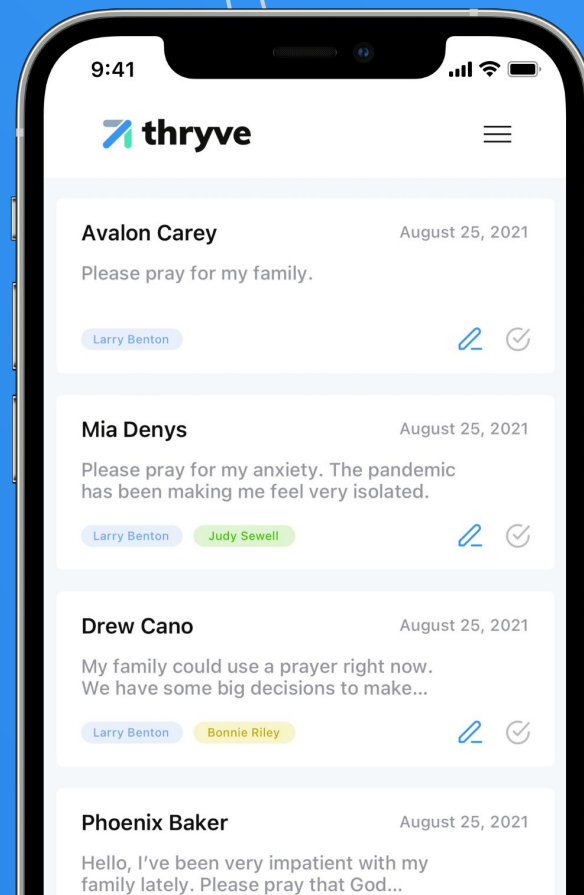 9:41
thryve
Avalon Carey
August 25, 2021
Please pray for my family.
Larry Benton
Mia Denys
August 25, 2021
Please pray for my anxiety. The pandemic
has been making me feel very isolated.
Larry Benton
Judy Sewell
Drew Cano
August 25, 2021
My family could use a prayer right now.
We have some big decisions to make...
Larry Benton
Bonnie Riley
Phoenix Baker
August 25, 2021
Hello, I’ve been very impatient with my
family lately. Please pray that God...